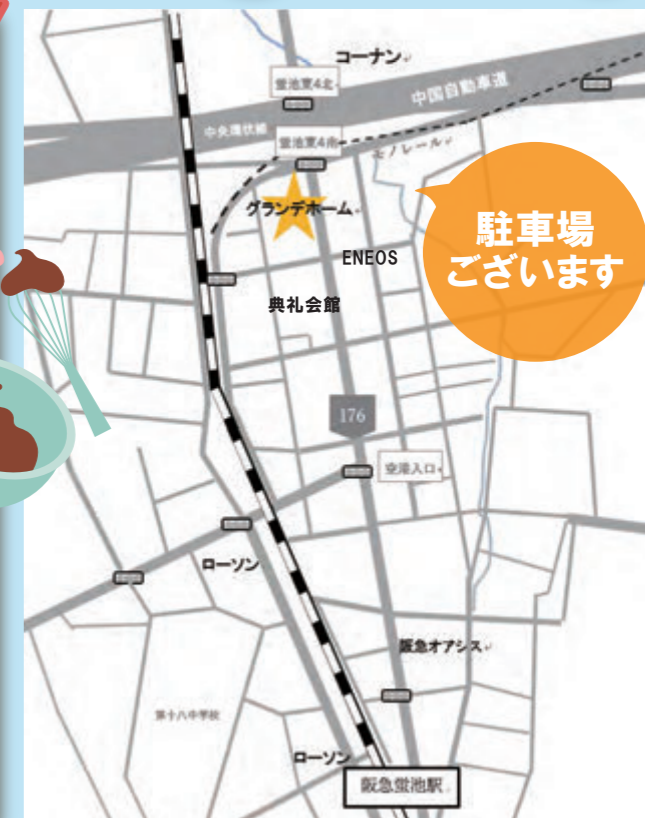 コーナン
蛍池東4北
中国自動車道
中央環状線
蛍池東4南
モノレール
グランデホーム
駐車場
ございます
ENEOS
典礼会館
176
空港入口
ローソン
阪急オアシス
第十八中学校
ローソン
阪急蛍池駅